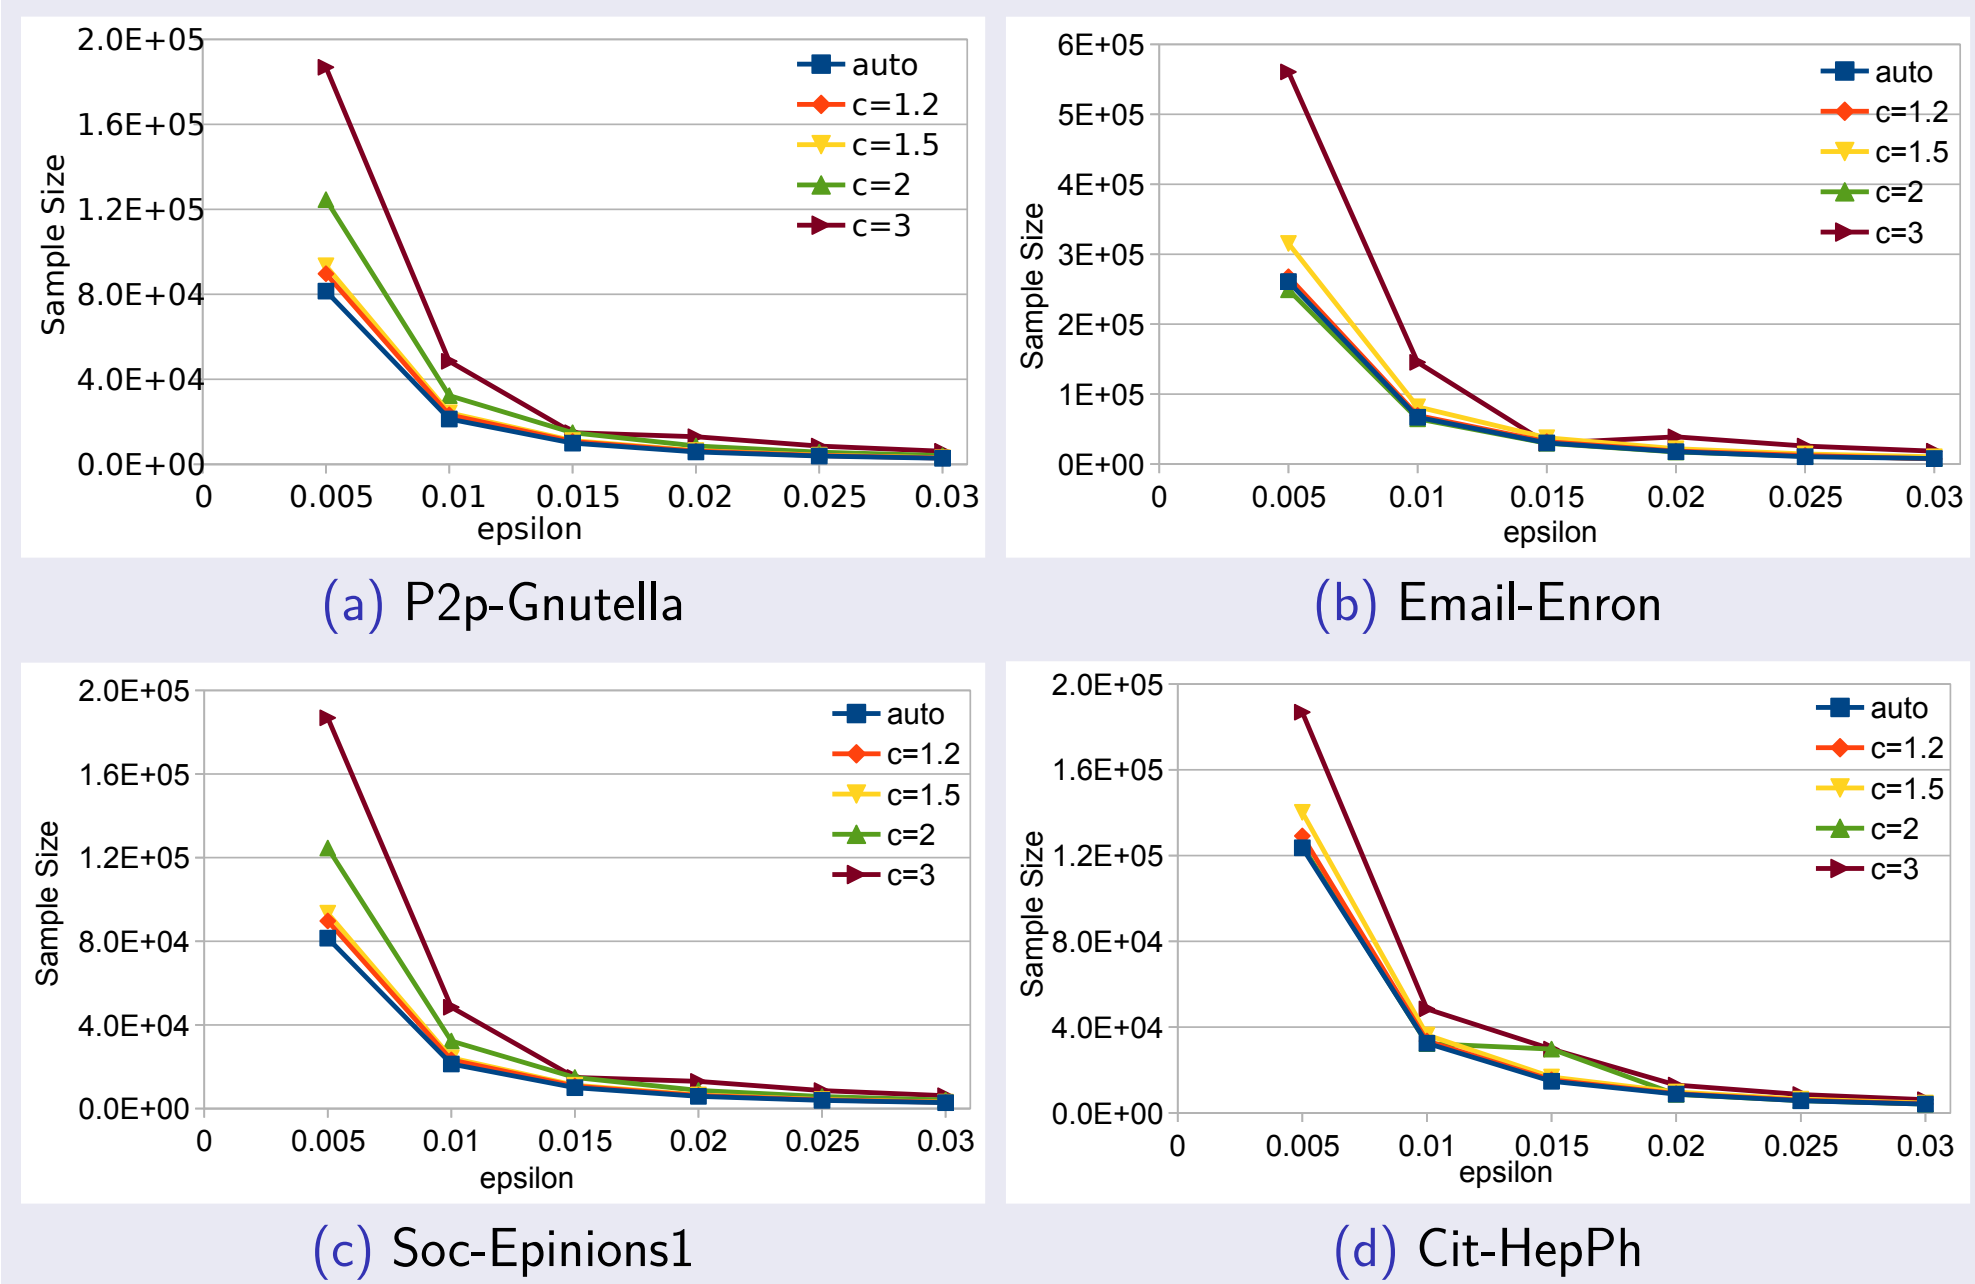 2.0E+05
1.6E+05
1.2E+05
8.0E+04
4.0E+04
0.0E+00
Sample Size
0 0.005 0.01 0.015 0.02 0.025 0.03
epsilon
auto
c=1.2
c=1.5
c=2
c=3
(a) P2p-Gnutella
6E+05
5E+05
4E+05
3E+05
2E+05
1E+05
0E+00
Sample Size
0 0.005 0.01 0.015 0.02 0.025 0.03
epsilon
auto
c=1.2
c=1.5
c=2
c=3
(b) Email-Enron
2.0E+05
1.6E+05
1.2E+05
8.0E+04
4.0E+04
0.0E+00
Sample Size
0 0.005 0.01 0.015 0.02 0.025 0.03
epsilon
auto
c=1.2
c=1.5
c=2
c=3
(c) Soc-Epinions1
2.0E+05
1.6E+05
1.2E+05
8.0E+04
4.0E+04
0.0E+00
Sample Size
0 0.005 0.01 0.015 0.02 0.025 0.03
epsilon
auto
c=1.2
c=1.5
c=2
c=3
(d) Cit-HepPh